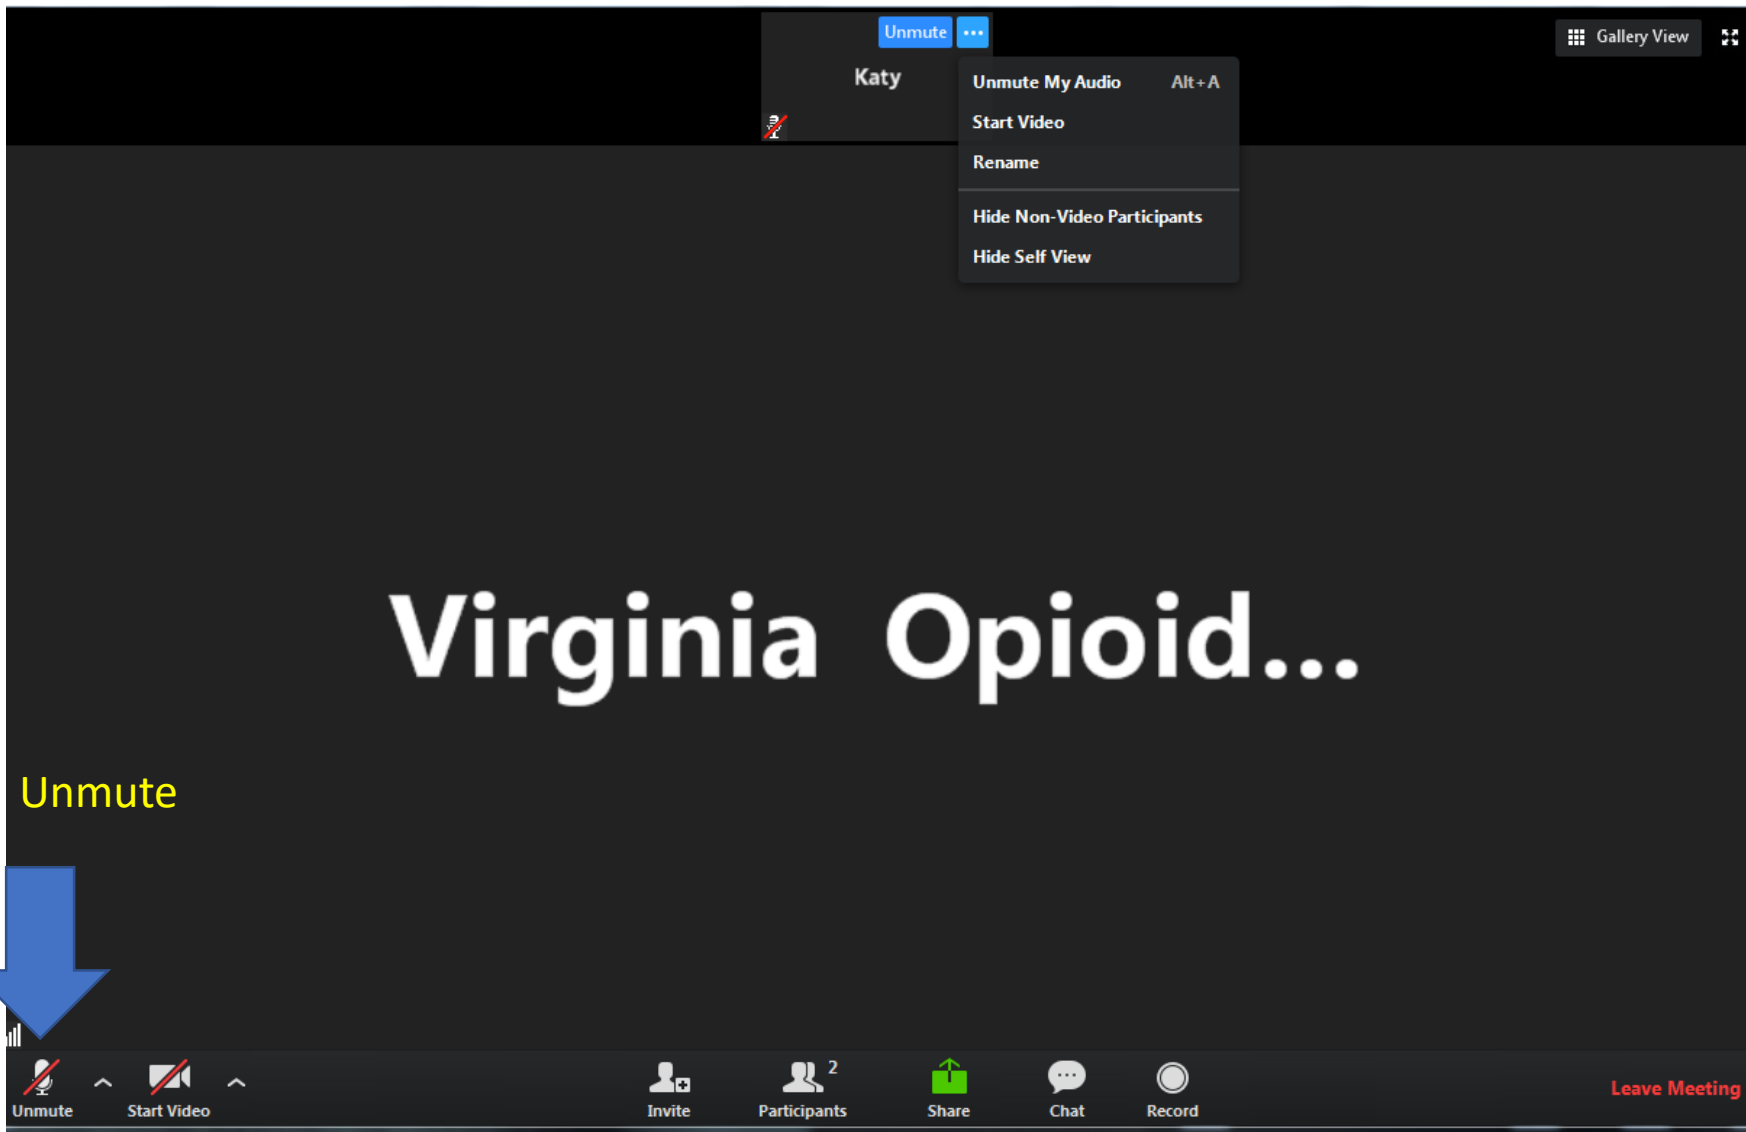 Unmute ...
Gallery View
Katy
Unmute My Audio Alt+A
Start Video
Rename
Hide Non-Video Participants
Hide Self View
Virginia Opioid...
Unmute
2
Unmute
Start Video
Invite
Participants
Share
Chat
Record
Leave Meeting